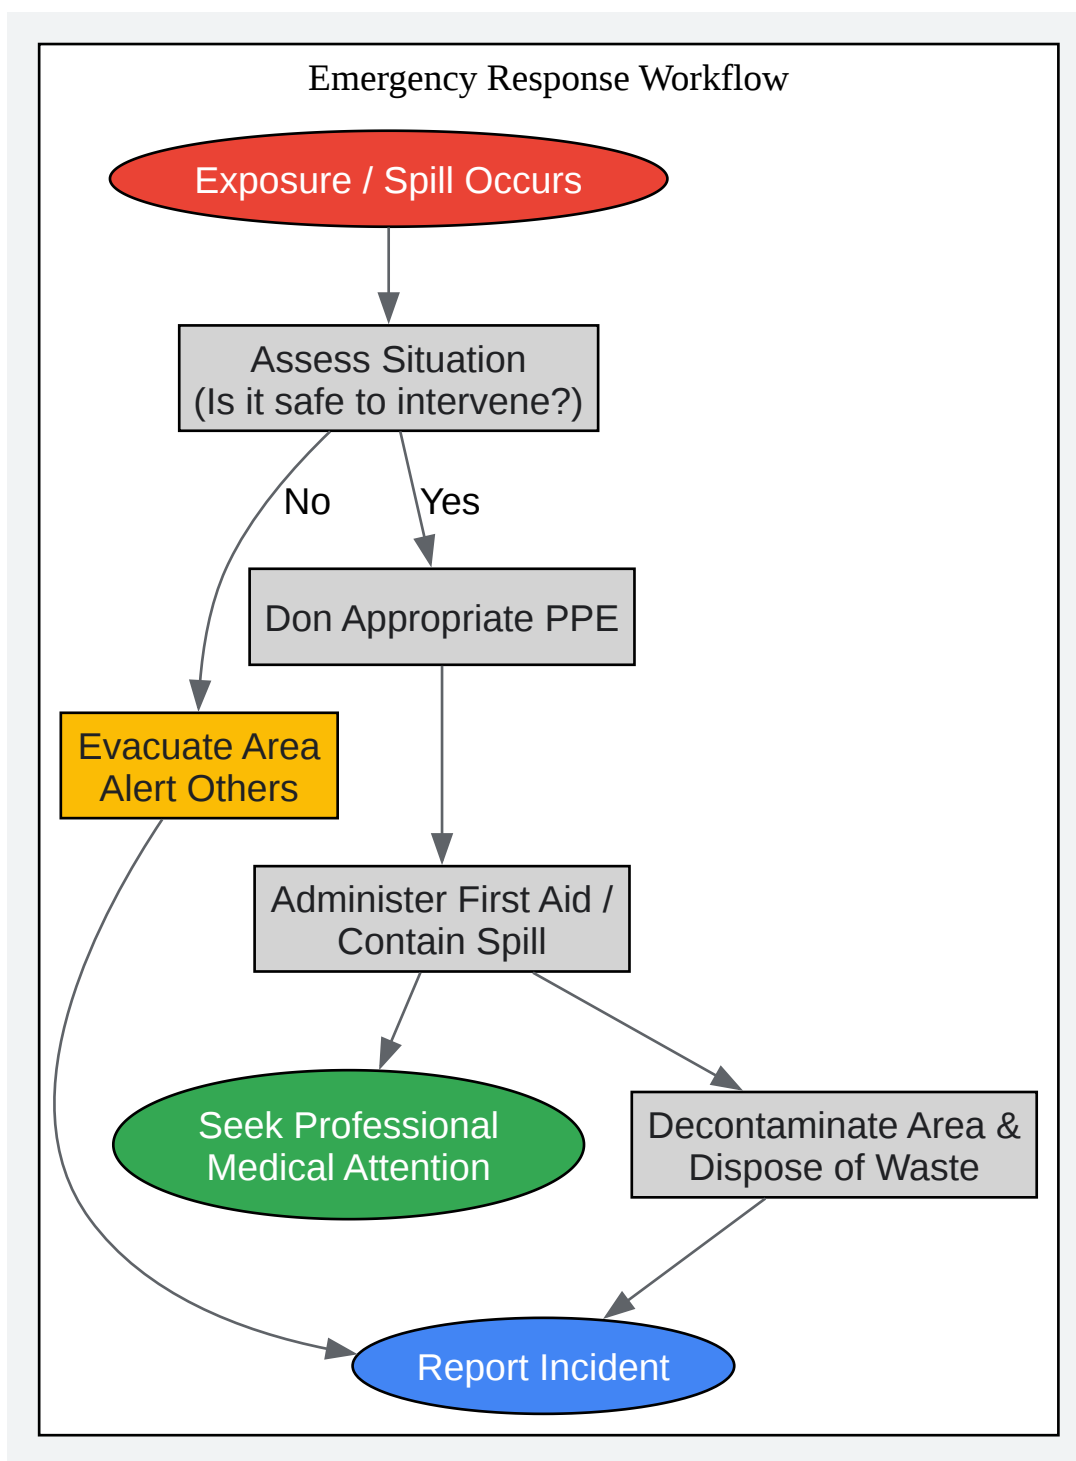 Emergency Response Workflow
Exposure / Spill Occurs
Assess Situation
(Is it safe to intervene?)
No
Yes
Don Appropriate PPE
Evacuate Area
Alert Others
Administer First Aid /
Contain Spill
Seek Professional
Medical Attention
Decontaminate Area &
Dispose of Waste
Report Incident